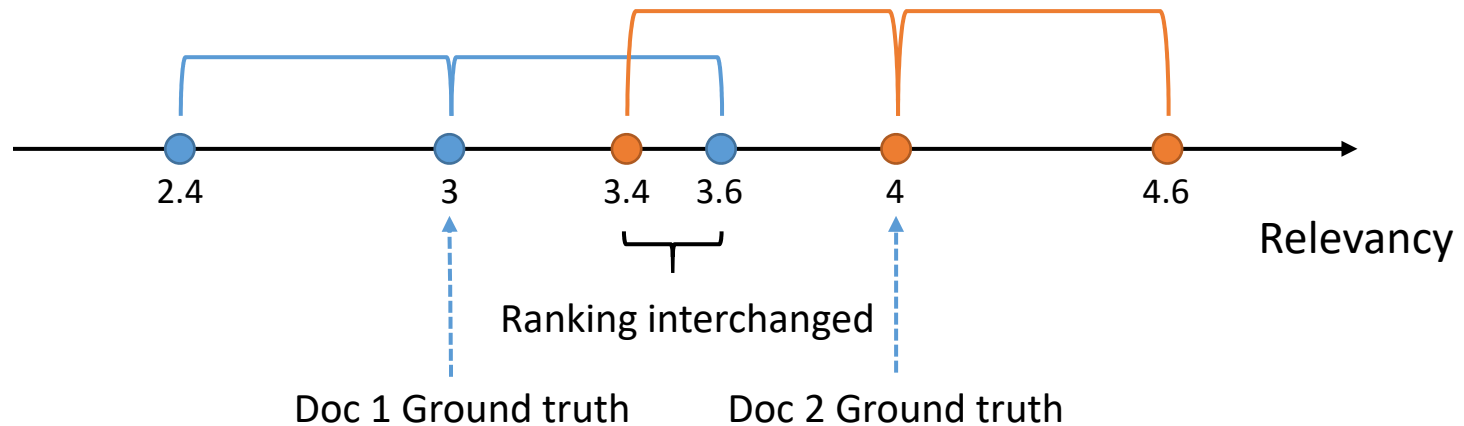 2.4 3 3.4 3.6 4 4.6
Relevancy
Ranking interchanged
Doc 1 Ground truth Doc 2 Ground truth